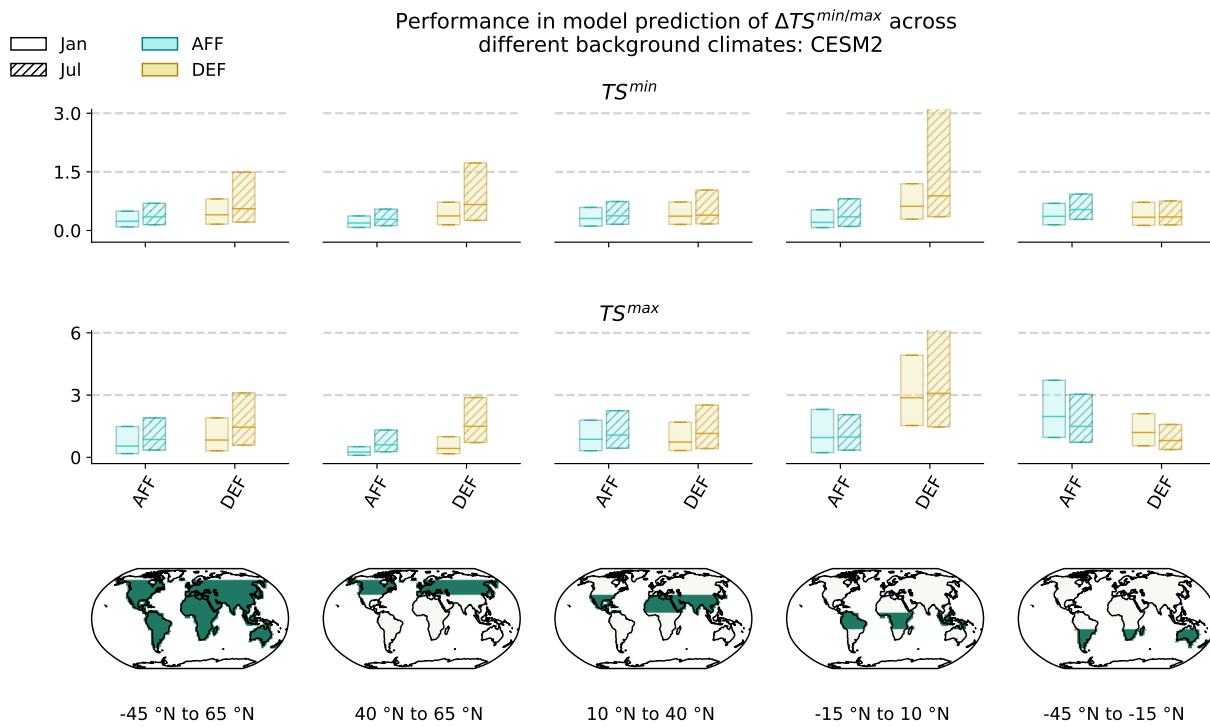 Performance in model prediction of ΔTS^min/max across
different background climates: CESM2
Jan AFF
Jul DEF
TS^min
3.0
1.5
0.0
TS^max
6
3
0
AFF DEF AFF DEF AFF DEF AFF DEF AFF DEF
-45 °N to 65 °N 40 °N to 65 °N 10 °N to 40 °N -15 °N to 10 °N -45 °N to -15 °N